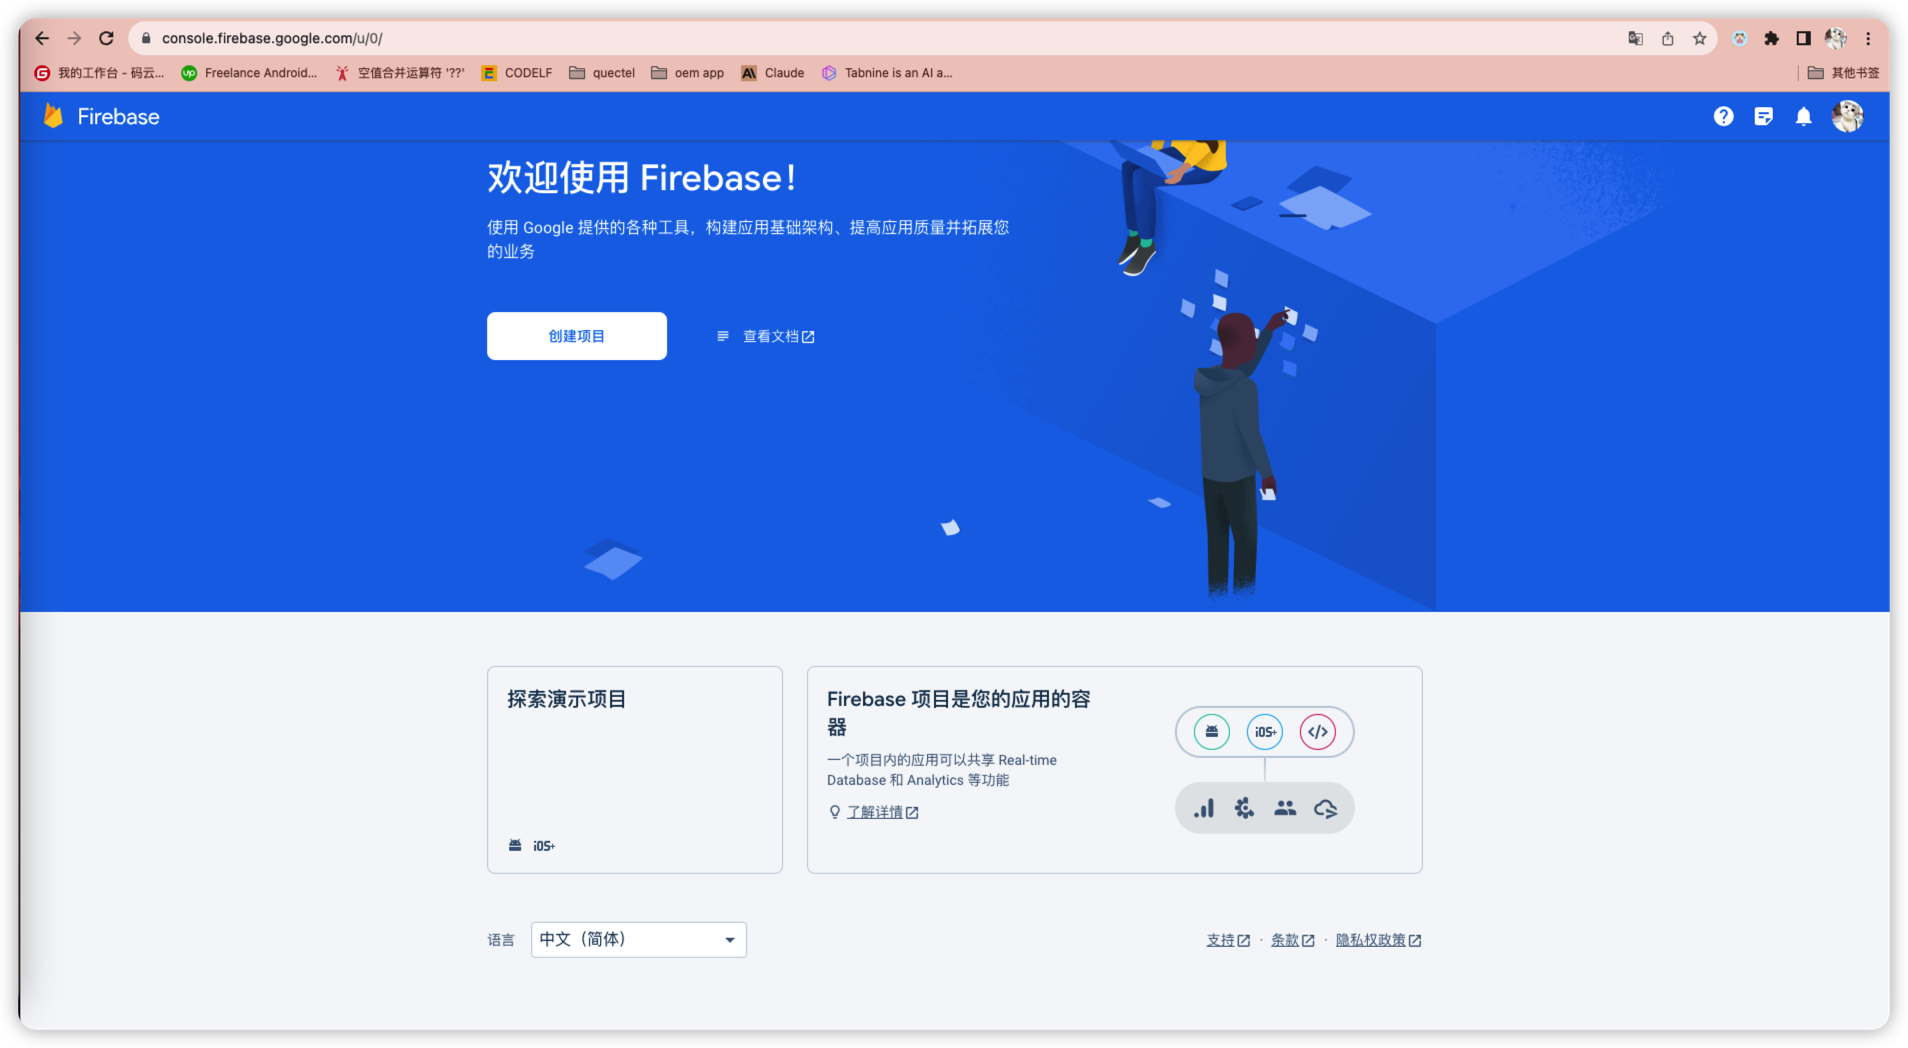 console.firebase.google.com/u/0/
我的工作台 - 码云...
Freelance Android...
空值合并运算符 '??'
CODELF
quectel
oem app
Claude
Tabnine is an AI a...
其他书签
Firebase
欢迎使用 Firebase！
使用 Google 提供的各种工具，构建应用基础架构、提高应用质量并拓展您
的业务
创建项目
查看文档
探索演示项目
iOS+
Firebase 项目是您的应用的容
器
一个项目内的应用可以共享 Real-time
Database 和 Analytics 等功能
了解详情
iOS+
语言
中文（简体）
支持 · 条款 · 隐私权政策